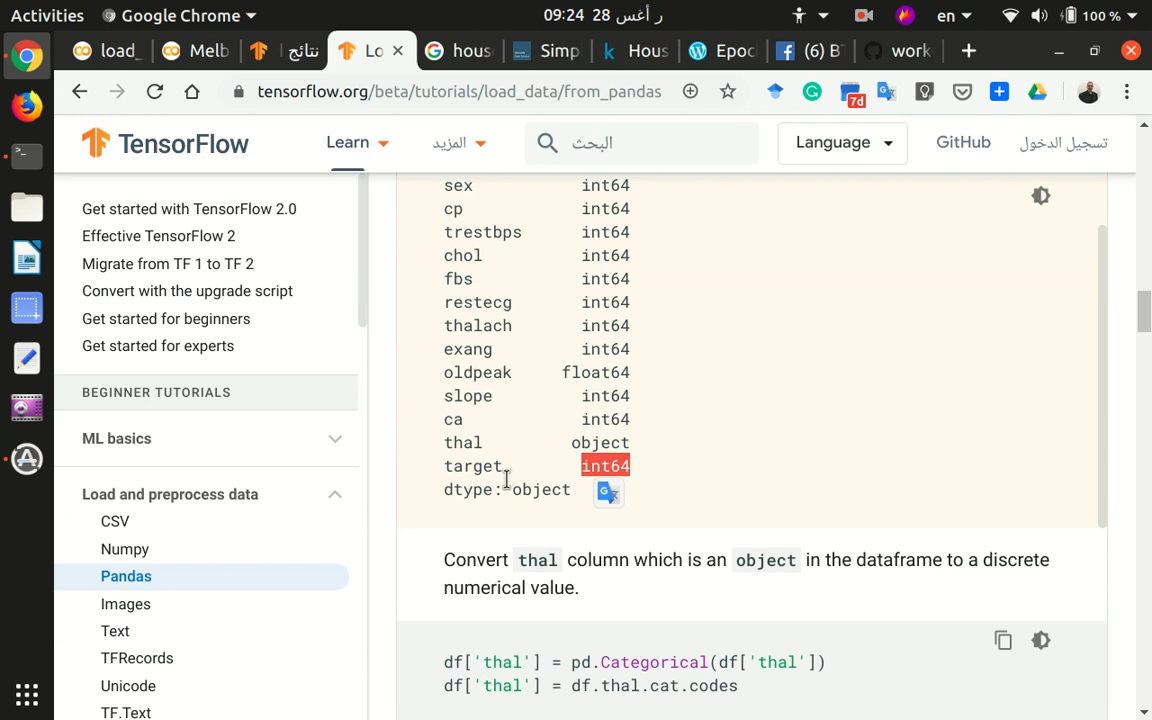 Activities
Google Chrome
ر أغس 28 09:24
en
100 %
load_
Melb
نتائج
Lo
hous
Simp
Hous
Epoc
(6) B
work
tensorflow.org/beta/tutorials/load_data/from_pandas
7d
TensorFlow
Learn
المزيد
البحث
Language
GitHub
تسجيل الدخول
Get started with TensorFlow 2.0
Effective TensorFlow 2
Migrate from TF 1 to TF 2
Convert with the upgrade script
Get started for beginners
Get started for experts
BEGINNER TUTORIALS
ML basics
Load and preprocess data
CSV
Numpy
Pandas
Images
Text
TFRecords
Unicode
TF.Text
sex int64
cp int64
trestbps int64
chol int64
fbs int64
restecg int64
thalach int64
exang int64
oldpeak float64
slope int64
ca int64
thal object
target int64
dtype: object
Convert thal column which is an object in the dataframe to a discrete
numerical value.
df['thal'] = pd.Categorical(df['thal'])
df['thal'] = df.thal.cat.codes